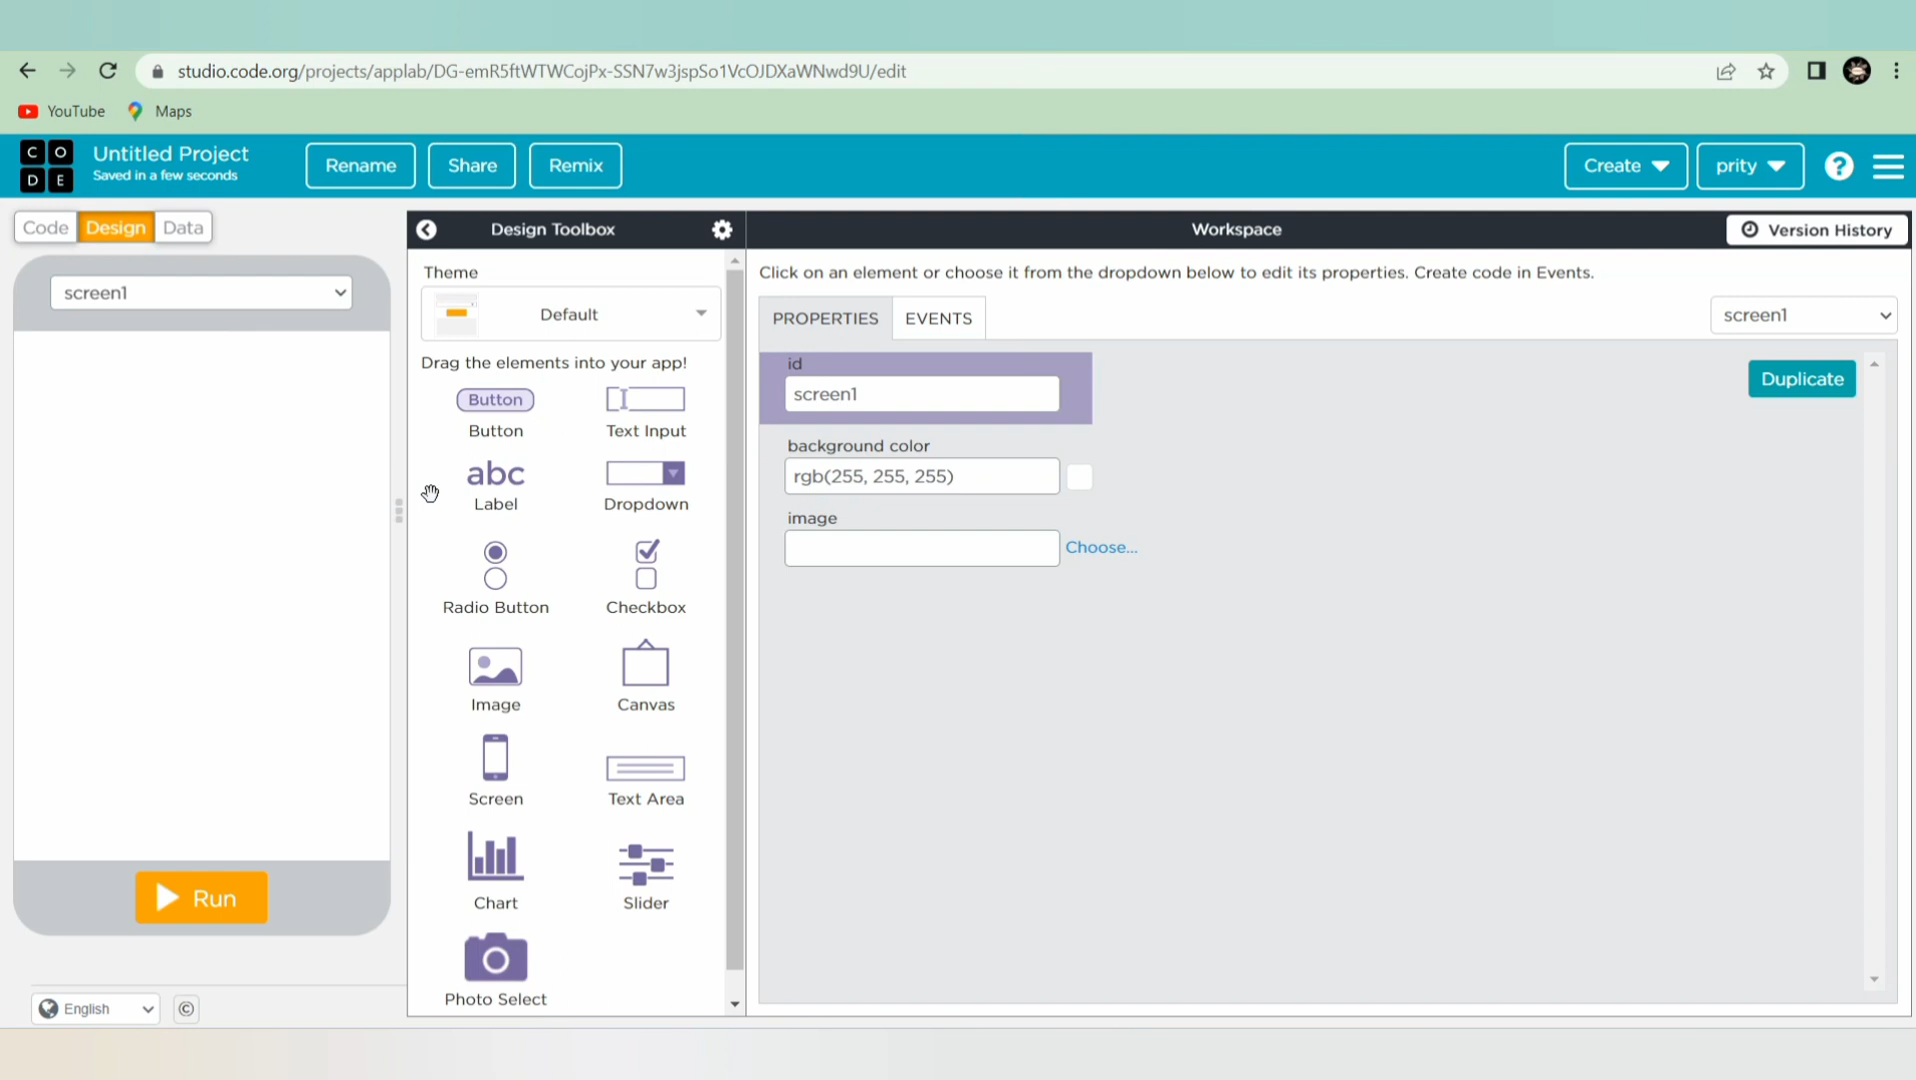 studio.code.org/projects/applab/DG-emR5ftWTWCojPx-SSN7w3jspSo1VcOJDXaWNwd9U/edit
YouTube Maps
CO
DE
Untitled Project
Saved in a few seconds
Rename Share Remix
Create prity ?
Code Design Data
screen1
Run
English ©
Design Toolbox
Theme
Default
Drag the elements into your app!
Button
Button Text Input
abc
Label Dropdown
Radio Button Checkbox
Image Canvas
Screen Text Area
Chart Slider
Photo Select
Workspace
Version History
Click on an element or choose it from the dropdown below to edit its properties. Create code in Events.
PROPERTIES EVENTS
screen1
id
screen1
Duplicate
background color
rgb(255, 255, 255)
image
Choose...